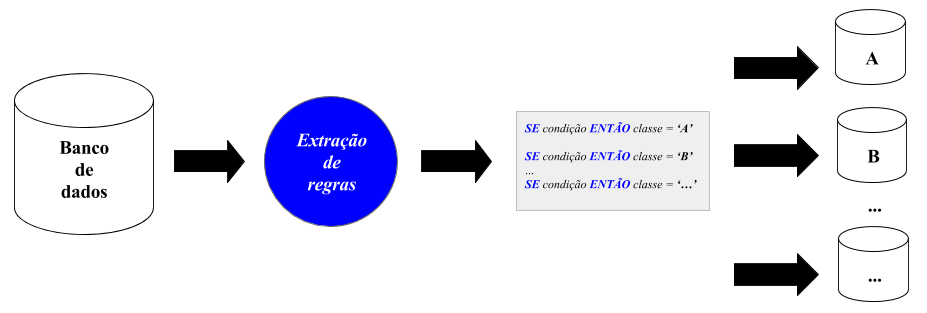 Banco
de
dados
Extração
de
regras
SE condição ENTÃO classe = ‘A’
SE condição ENTÃO classe = ‘B’
...
SE condição ENTÃO classe = ‘…’
A
B
...
...